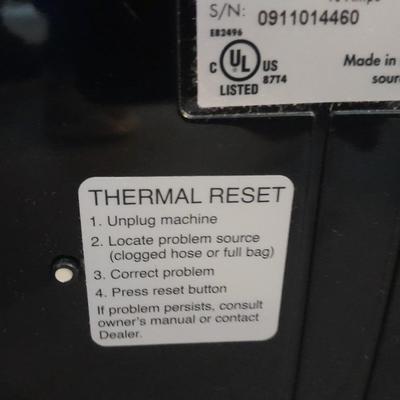 S/N: 0911014460
E82496
C UL US
LISTED 87T4
Made in
sour
THERMAL RESET
1. Unplug machine
2. Locate problem source
(clogged hose or full bag)
3. Correct problem
4. Press reset button
If problem persists, consult
owner's manual or contact
Dealer.